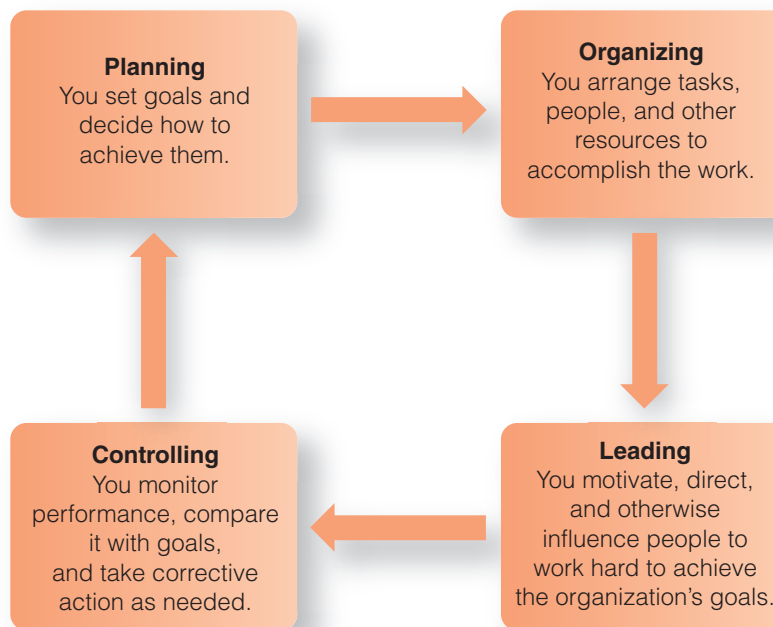 Planning
You set goals and
decide how to
achieve them.
Organizing
You arrange tasks,
people, and other
resources to
accomplish the work.
Controlling
You monitor
performance, compare
it with goals,
and take corrective
action as needed.
Leading
You motivate, direct,
and otherwise
influence people to
work hard to achieve
the organization’s goals.